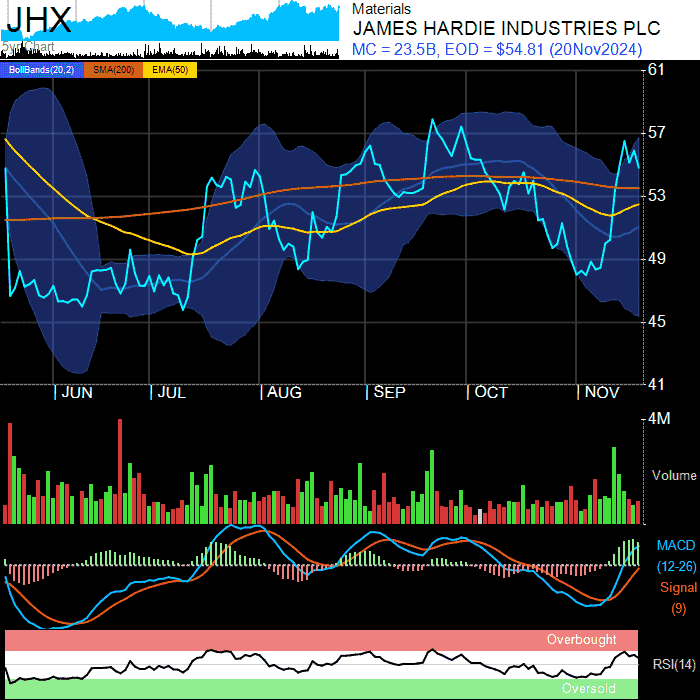 JHX
5yr Chart
Materials
JAMES HARDIE INDUSTRIES PLC
MC = 23.5B, EOD = $54.81 (20Nov2024)
BollBands(20,2) SMA(200) EMA(50)
61
57
53
49
45
41
JUN JUL AUG SEP OCT NOV
4M
Volume
MACD
(12-26)
Signal
(9)
Overbought
RSI(14)
Oversold